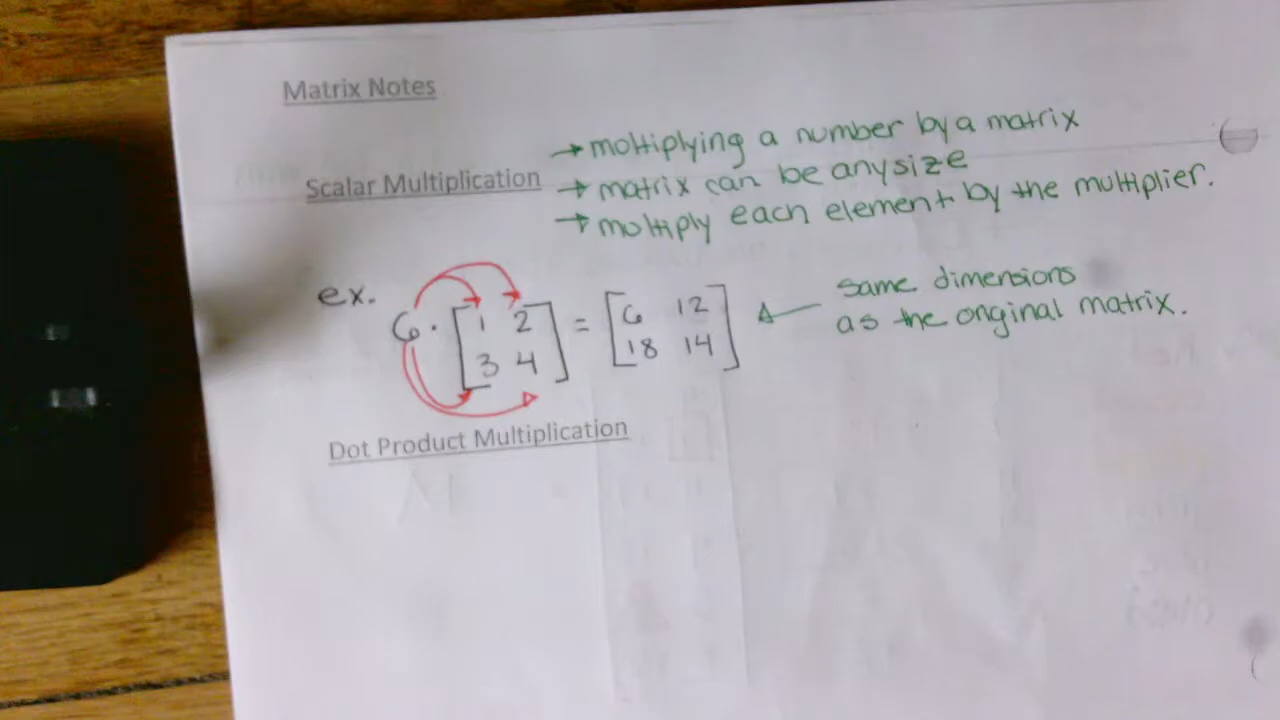 Matrix Notes
→ moltiplying a number by a matrix
Scalar Multiplication → matrix can be any size
→ multiply each element by the multiplier.
ex. 6 · [1 2 = [6 12 ← same dimensions
3 4] 18 14] as the original matrix.
Dot Product Multiplication